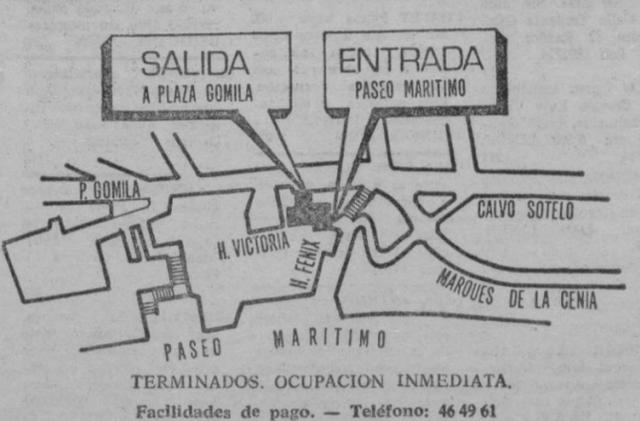 SALIDA
A PLAZA GOMILA
ENTRADA
PASEO MARITIMO
P. GOMILA
H. VICTORIA
H. FENIX
CALVO SOTELO
MARQUES DE LA CENIA
PASEO MARITIMO
TERMINADOS. OCUPACION INMEDIATA.
Facilidades de pago. — Teléfono: 46 49 61